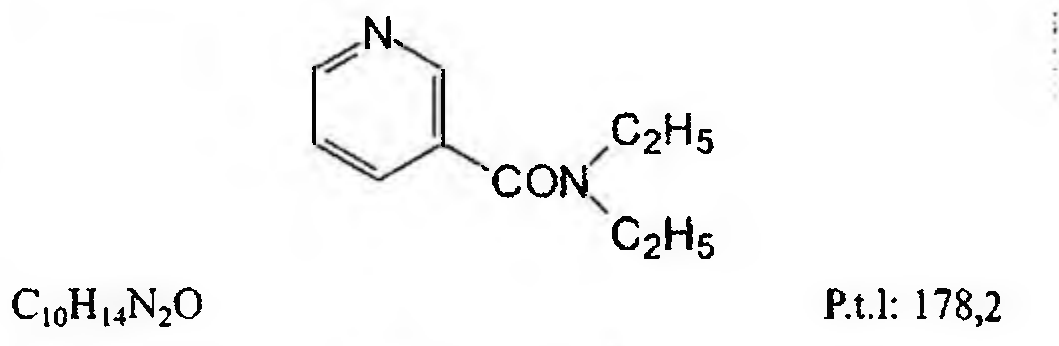 N
C₂H₅
CON
C₂H₅
C₁₀H₁₄N₂O P.t.l: 178,2